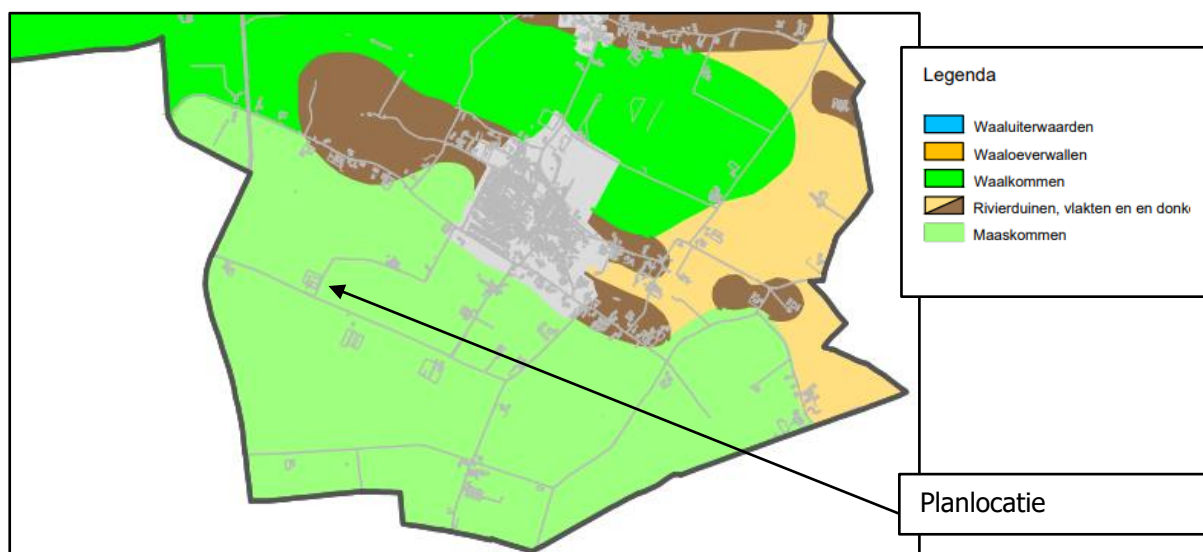 Legenda
Waaluiterwaarden
Waaloeverwallen
Waalkommen
Rivierduinen, vlakten en en donk
Maaskommen
Planlocatie